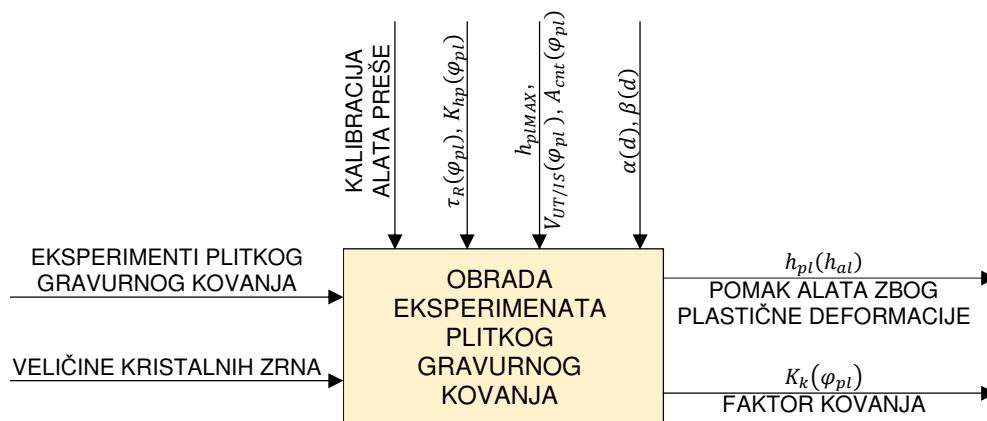 KALIBRACIJA
ALATA PREŠE
τ_R(φ_pl), K_hp(φ_pl)
h_plMAX,
V_UT/IS(φ_pl), A_cnt(φ_pl)
α(d), β(d)
EKSPERIMENTI PLITKOG
GRAVURNOG KOVANJA
VELIČINE KRISTALNIH ZRNA
OBRADA
EKSPERIMENATA
PLITKOG
GRAVURNOG
KOVANJA
h_pl(h_al)
POMAK ALATA ZBOG
PLASTIČNE DEFORMACIJE
K_k(φ_pl)
FAKTOR KOVANJA